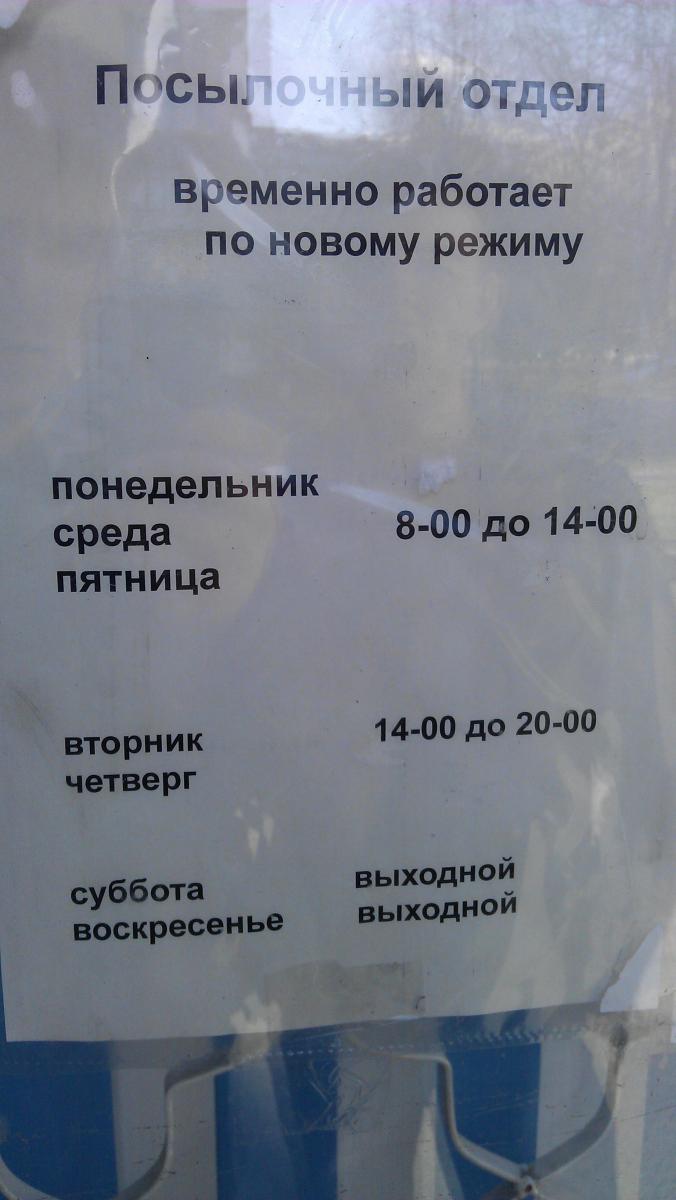 Посылочный отдел
временно работает
по новому режиму
понедельник
среда 8-00 до 14-00
пятница
вторник 14-00 до 20-00
четверг
суббота выходной
воскресенье выходной